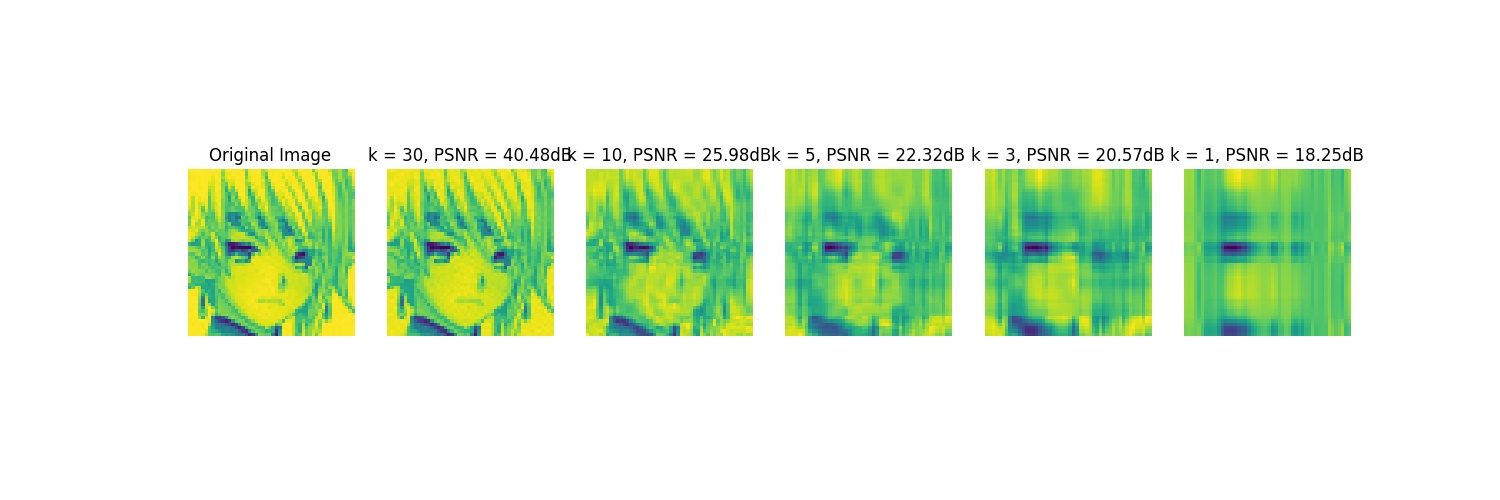 Original Image
k = 30, PSNR = 40.48dB
k = 10, PSNR = 25.98dB
k = 5, PSNR = 22.32dB
k = 3, PSNR = 20.57dB
k = 1, PSNR = 18.25dB